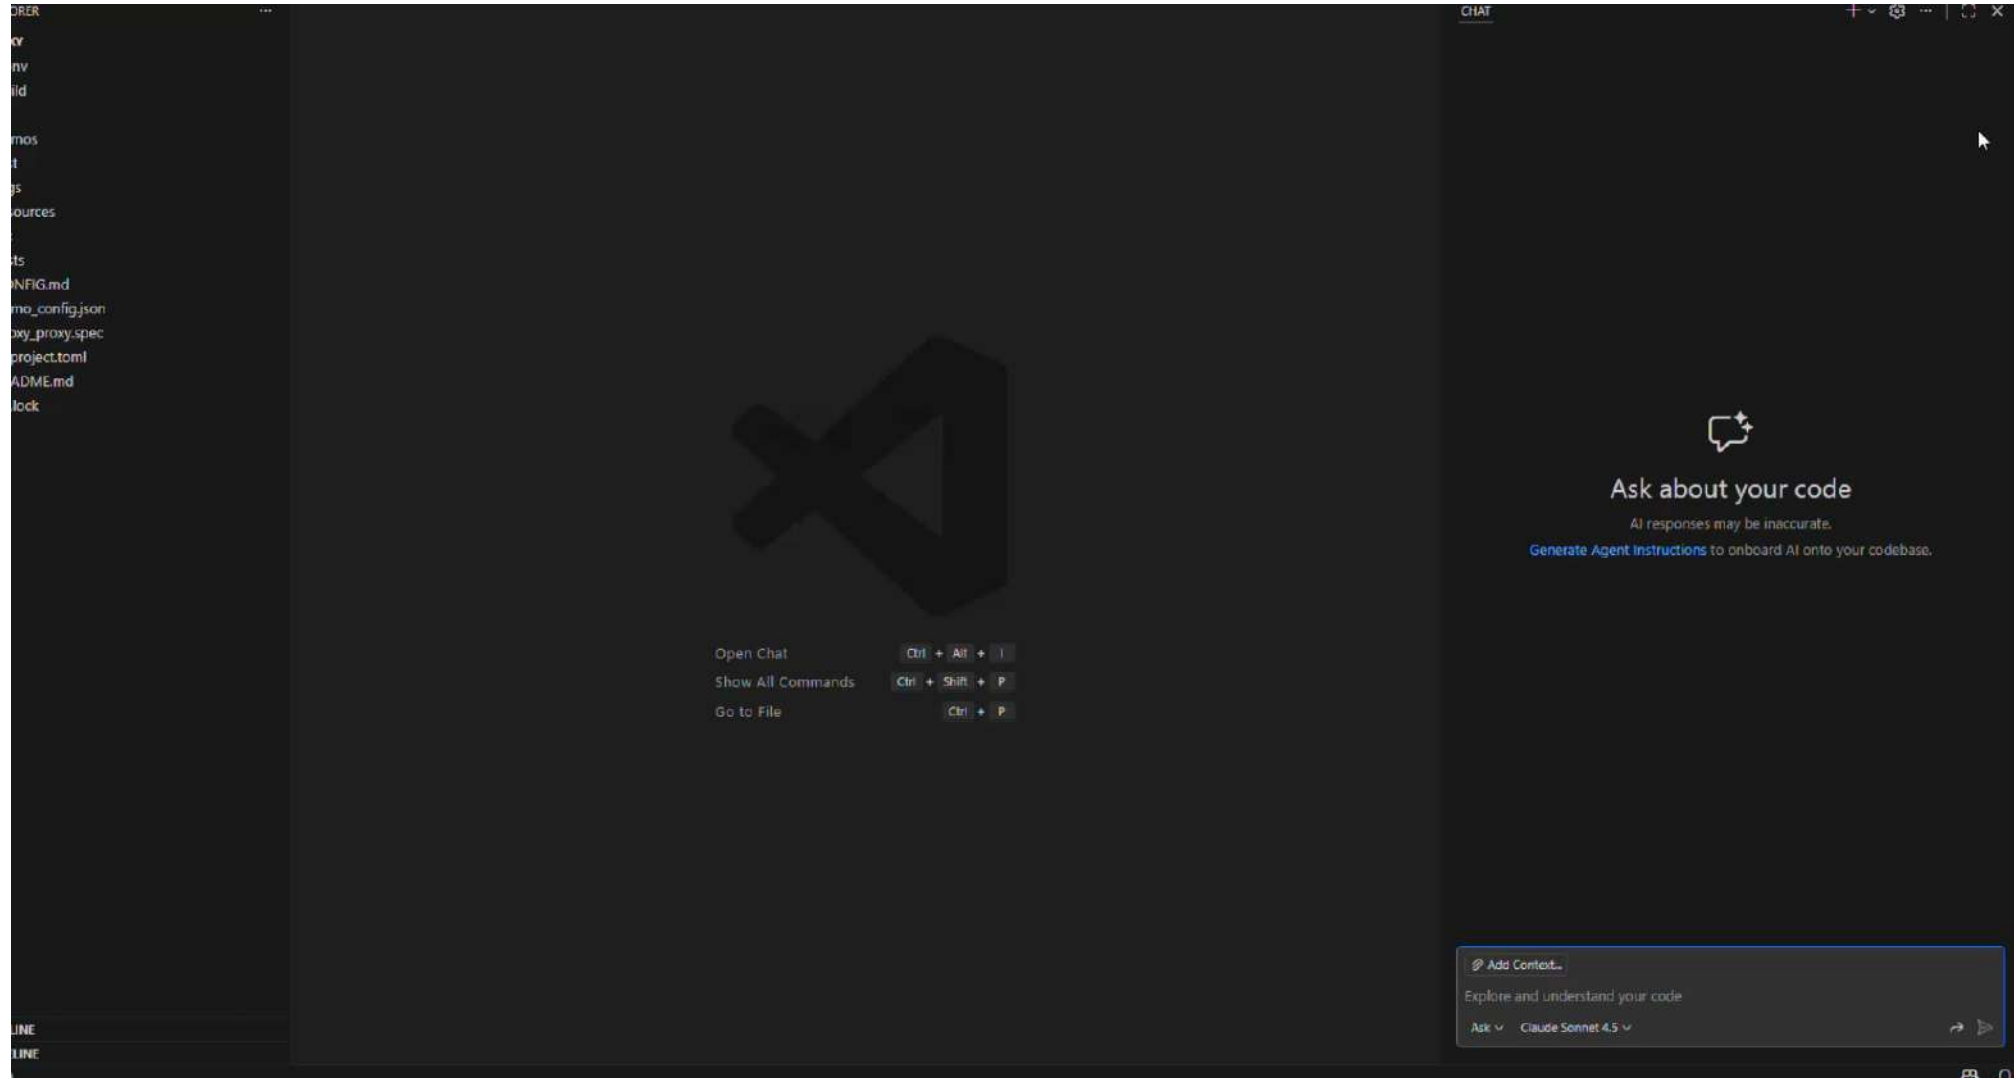 ORER
XY
nv
ild
mos
t
gs
ources
sts
NFIG.md
mo_config.json
oxy_proxy.spec
project.toml
ADME.md
lock
LINE
LINE
Open Chat Ctrl + Alt + I
Show All Commands Ctrl + Shift + P
Go to File Ctrl + P
CHAT
Ask about your code
AI responses may be inaccurate.
Generate Agent Instructions to onboard AI onto your codebase.
Add Context...
Explore and understand your code
Ask Claude Sonnet 4.5